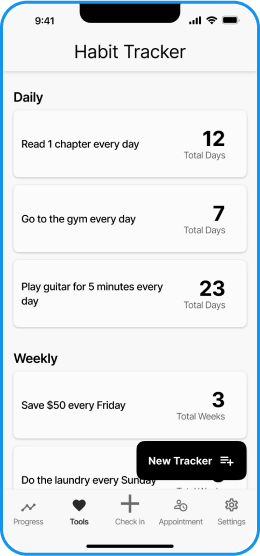 9:41
Habit Tracker
Daily
Read 1 chapter every day
12
Total Days
Go to the gym every day
7
Total Days
Play guitar for 5 minutes every
day
23
Total Days
Weekly
Save $50 every Friday
3
Total Weeks
New Tracker
Do the laundry every Sunday
Progress
Tools
Check in
Appointment
Settings